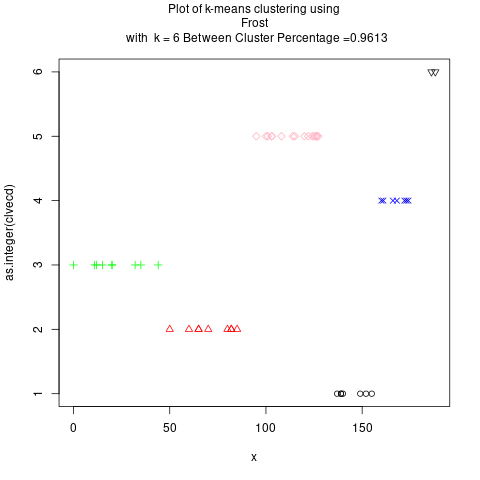 Plot of k-means clustering using
Frost
with  k = 6 Between Cluster Percentage =0.9613
as.integer(clvecd)
6
5
4
3
2
1
0 50 100 150
x